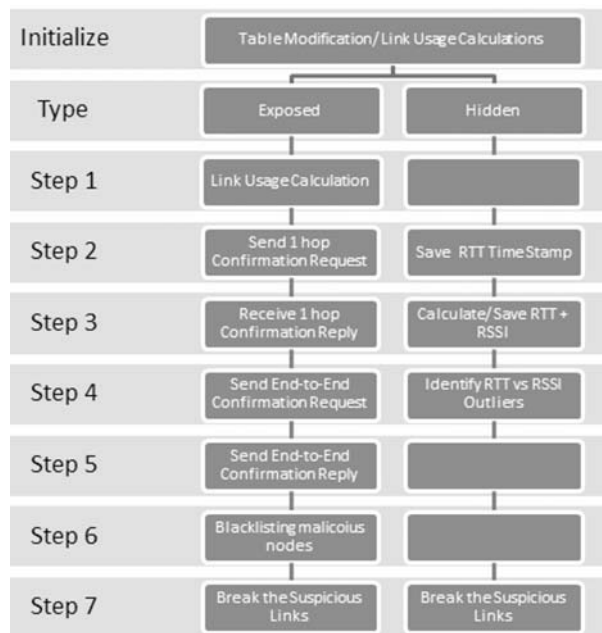 Initialize
Table Modification/ Link Usage Calculations
Type
Exposed
Hidden
Step 1
Link Usage Calculation
Step 2
Send 1 hop
Confirmation Request
Save RTT Time Stamp
Step 3
Receive 1 hop
Confirmation Reply
Calculate/ Save RTT +
RSSI
Step 4
Send End-to-End
Confirmation Request
Identify RTT vs RSSI
Outliers
Step 5
Send End-to-End
Confirmation Reply
Step 6
Blacklisting malicoius
nodes
Step 7
Break the Suspicious
Links
Break the Suspicious
Links